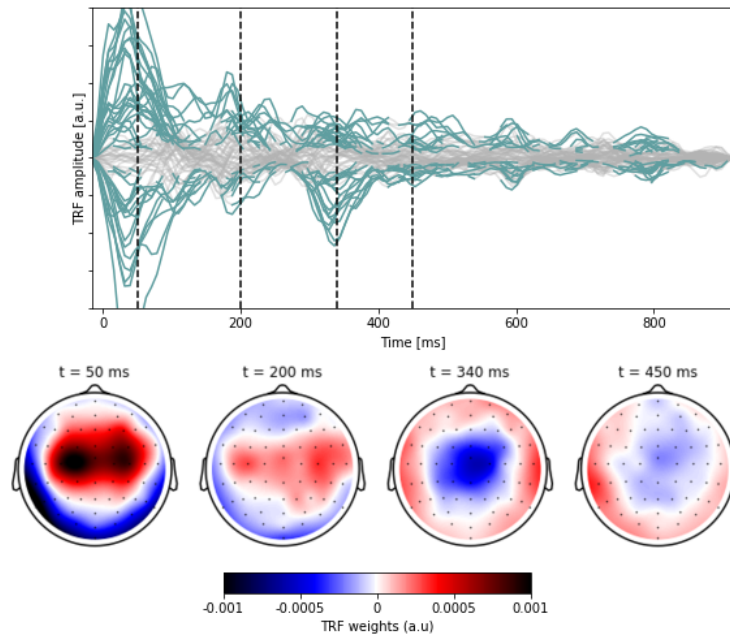 TRF amplitude [a.u.]
0 200 400 600 800
Time [ms]
t = 50 ms t = 200 ms t = 340 ms t = 450 ms
-0.001 -0.0005 0 0.0005 0.001
TRF weights (a.u)